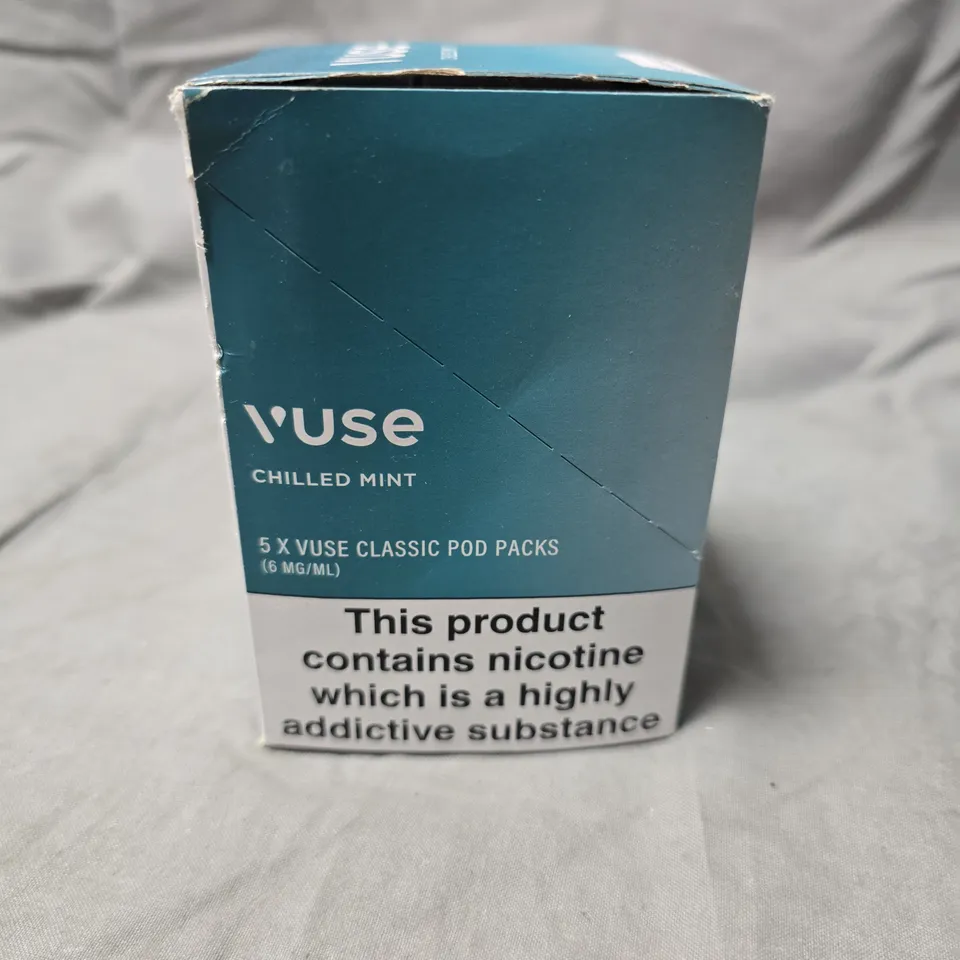 VUSE
CHILLED MINT
5 X VUSE CLASSIC POD PACKS
(6 MG/ML)
This product
contains nicotine
which is a highly
addictive substance